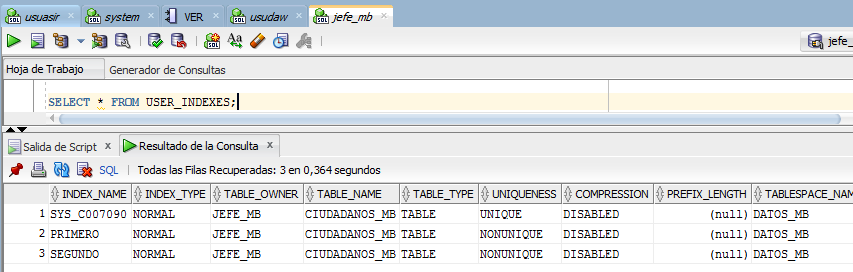 usuasir system VER usudaw jefe_mb
Aa jefe_
Hoja de Trabajo Generador de Consultas
SELECT * FROM USER_INDEXES;
Salida de Script Resultado de la Consulta
SQL Todas las Filas Recuperadas: 3 en 0,364 segundos
INDEX_NAME INDEX_TYPE TABLE_OWNER TABLE_NAME TABLE_TYPE UNIQUENESS COMPRESSION PREFIX_LENGTH TABLESPACE_NAM
1 SYS_C007090 NORMAL JEFE_MB CIUDADANOS_MB TABLE UNIQUE DISABLED (null) DATOS_MB
2 PRIMERO NORMAL JEFE_MB CIUDADANOS_MB TABLE NONUNIQUE DISABLED (null) DATOS_MB
3 SEGUNDO NORMAL JEFE_MB CIUDADANOS_MB TABLE NONUNIQUE DISABLED (null) DATOS_MB